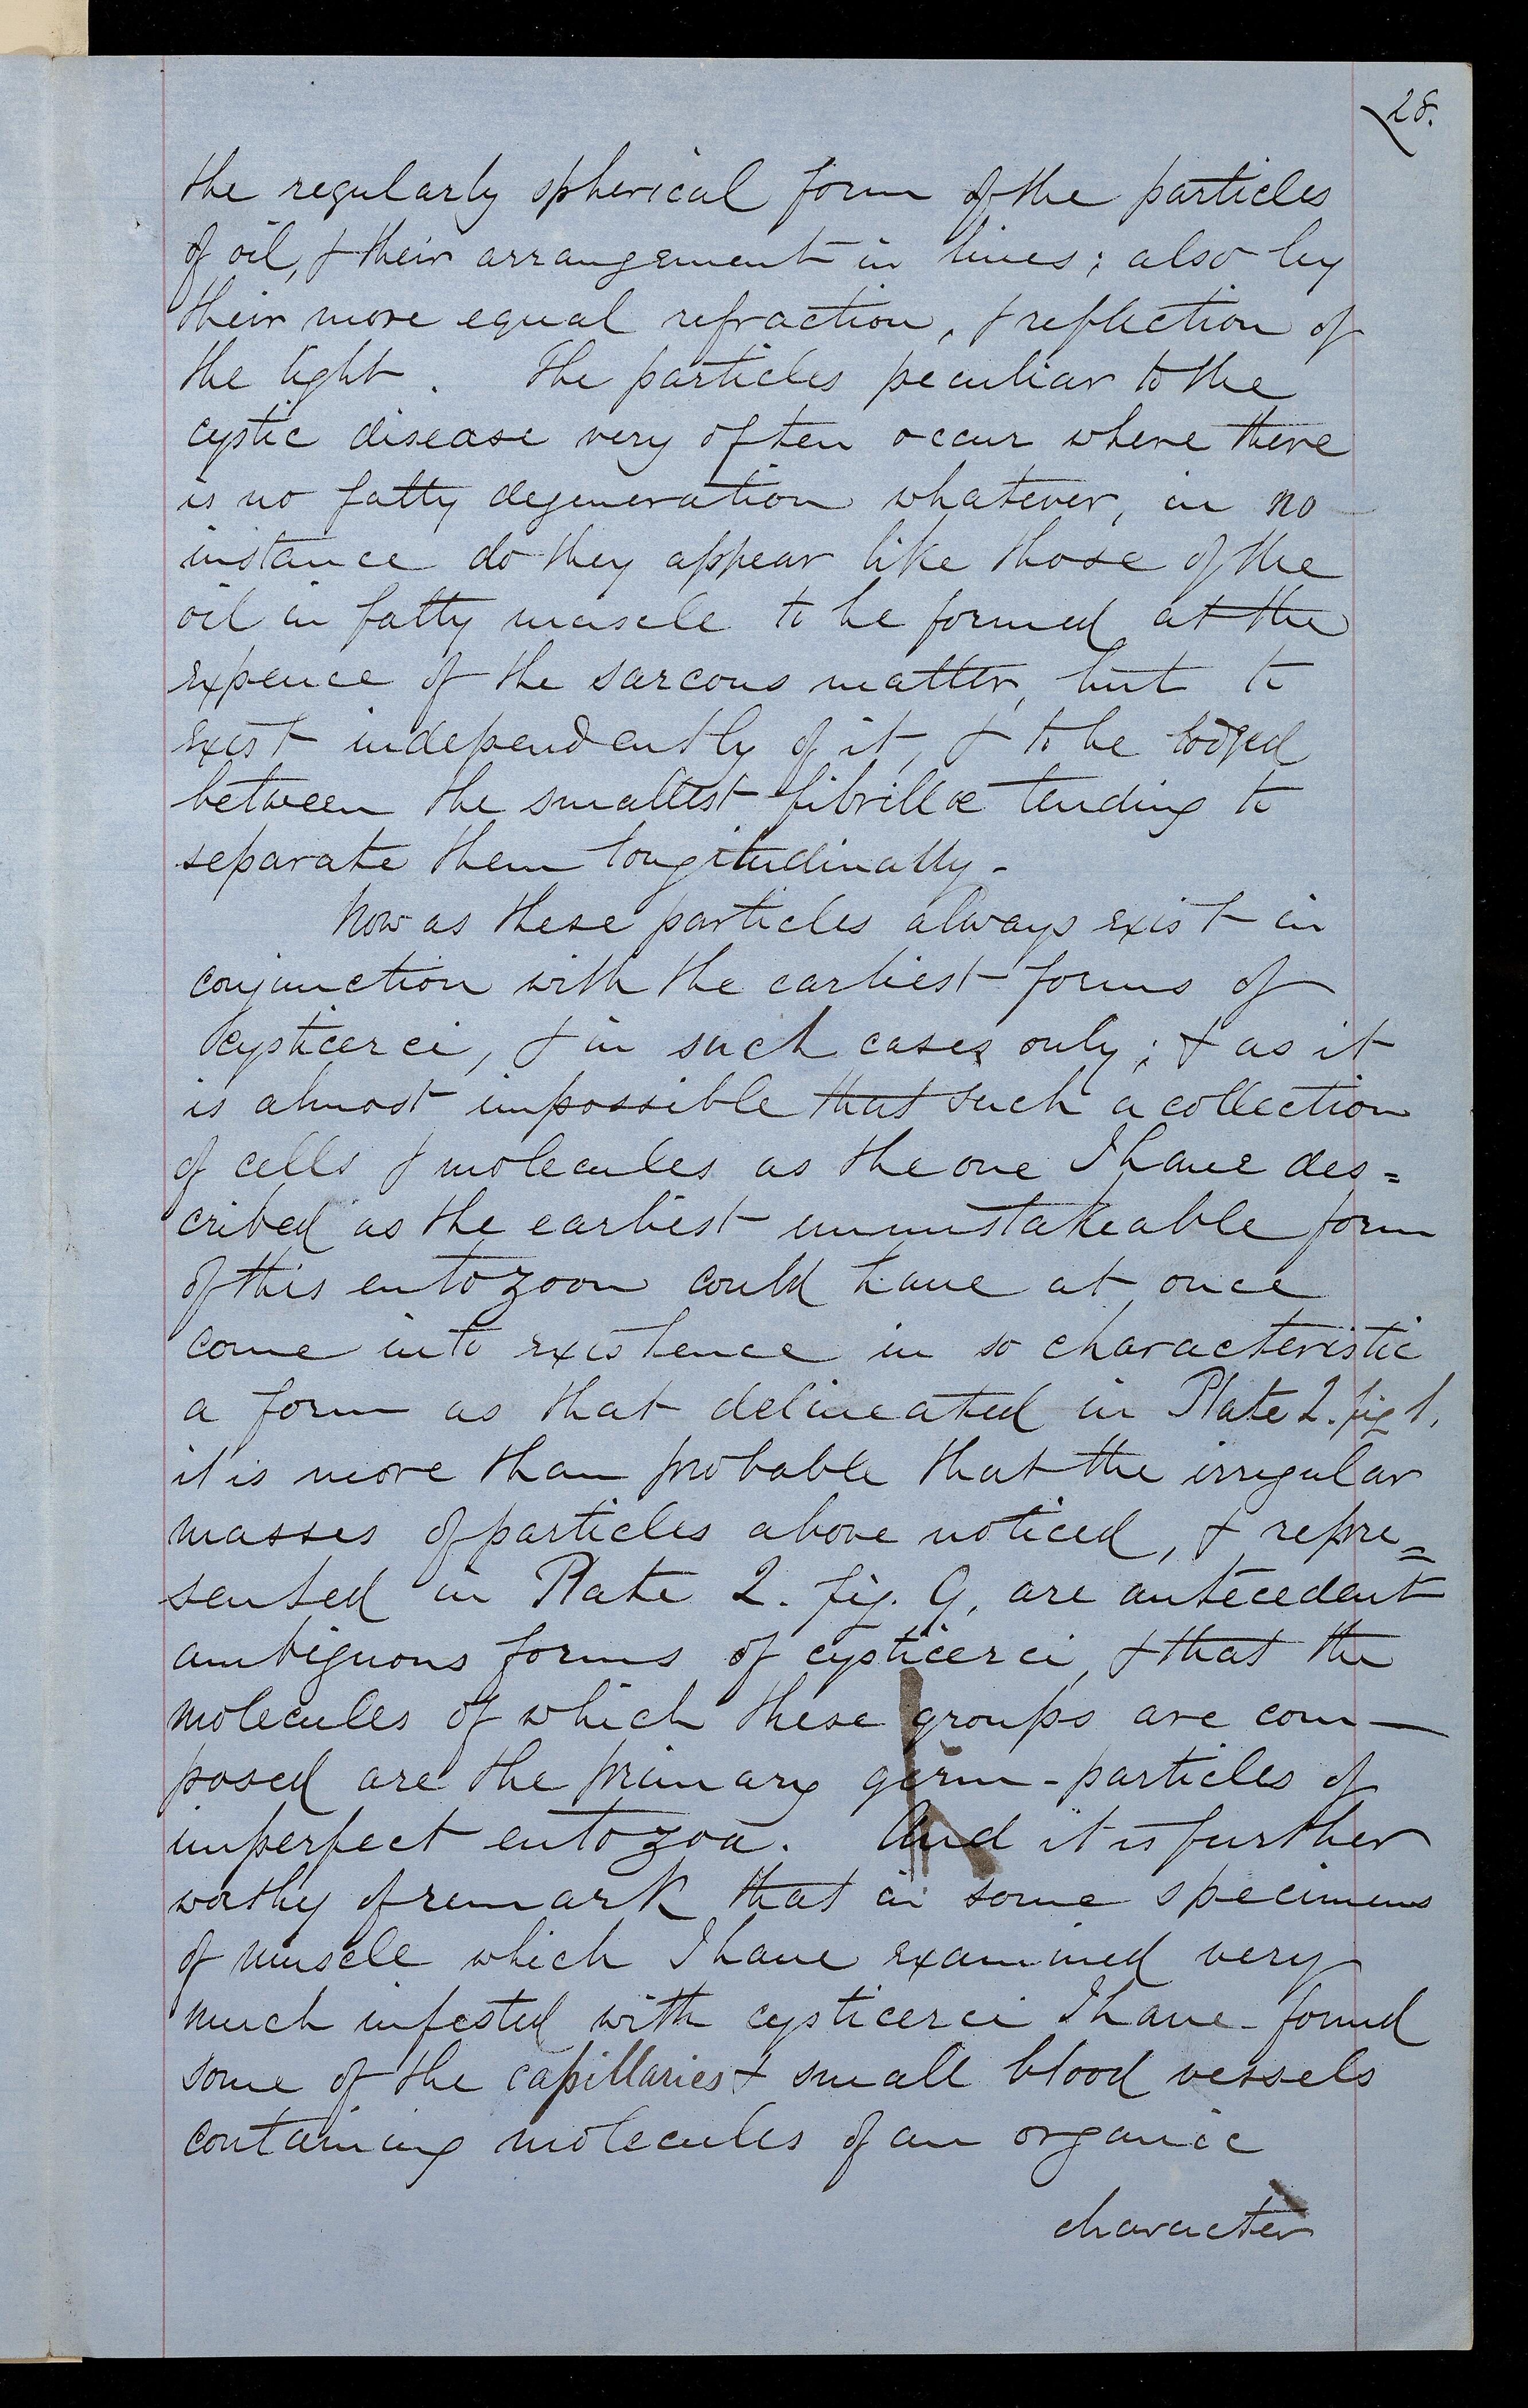 28.
the regularly spherical form of the particles
of oil, & their arrangement in lines; also by
their more equal refraction, & reflection of
the light. The particles peculiar to the
cystic disease very often occur where there
is no fatty degeneration whatever, in no
instance do they appear like those of the
oil in fatty muscle to be formed at the
expence of the sarcous matter, but to
exist independently of it, & to be lodged
between the smallest fibrillæ tending to
separate them longitudinally.
Now as these particles always exist in
conjunction with the earliest forms of
cysticerci, & in such cases only; & as it
is almost impossible that such a collection
of cells & molecules as the one I have des=
cribed as the earliest unmistakeable form
of this entozoon could have at once
come into existence in so characteristic
a form as that delineated in Plate 2. fig 1,
it is more than probable that the irregular
masses of particles above noticed, & repre=
sented in Plate 2. fig. 9, are antecedent
ambiguous forms of cysticerci, & that the
molecules of which these groups are com—
posed are the primary germ-particles of
imperfect entozoa. And it is further
worthy of remark that in some specimens
of muscle which I have examined very
much infested with cysticerci I have found
some of the capillaries & small blood vessels
containing molecules of an organic
character